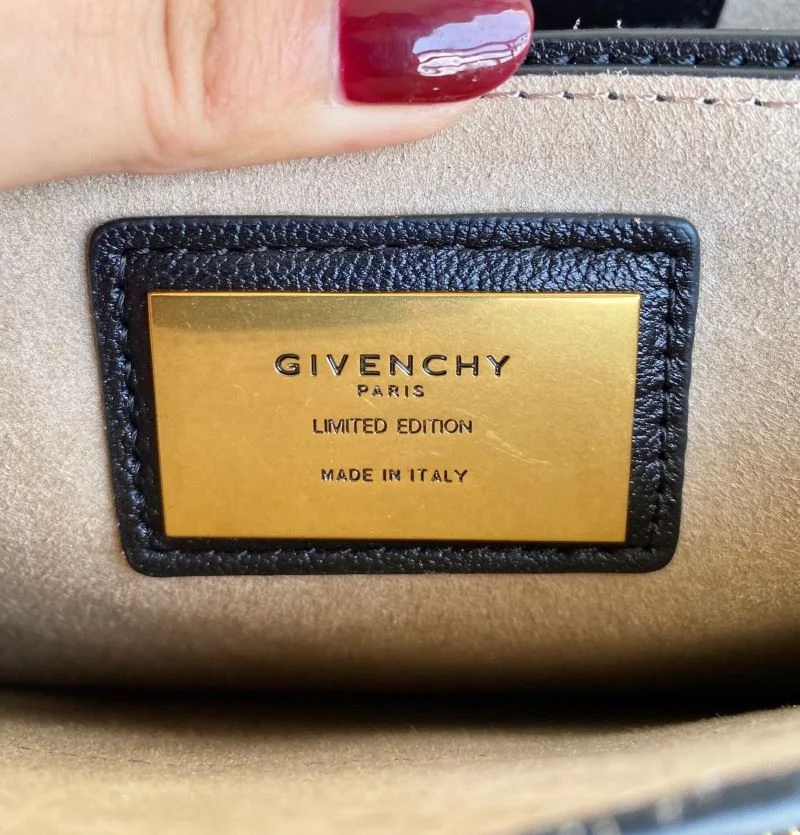 GIVENCHY
PARIS
LIMITED EDITION
MADE IN ITALY